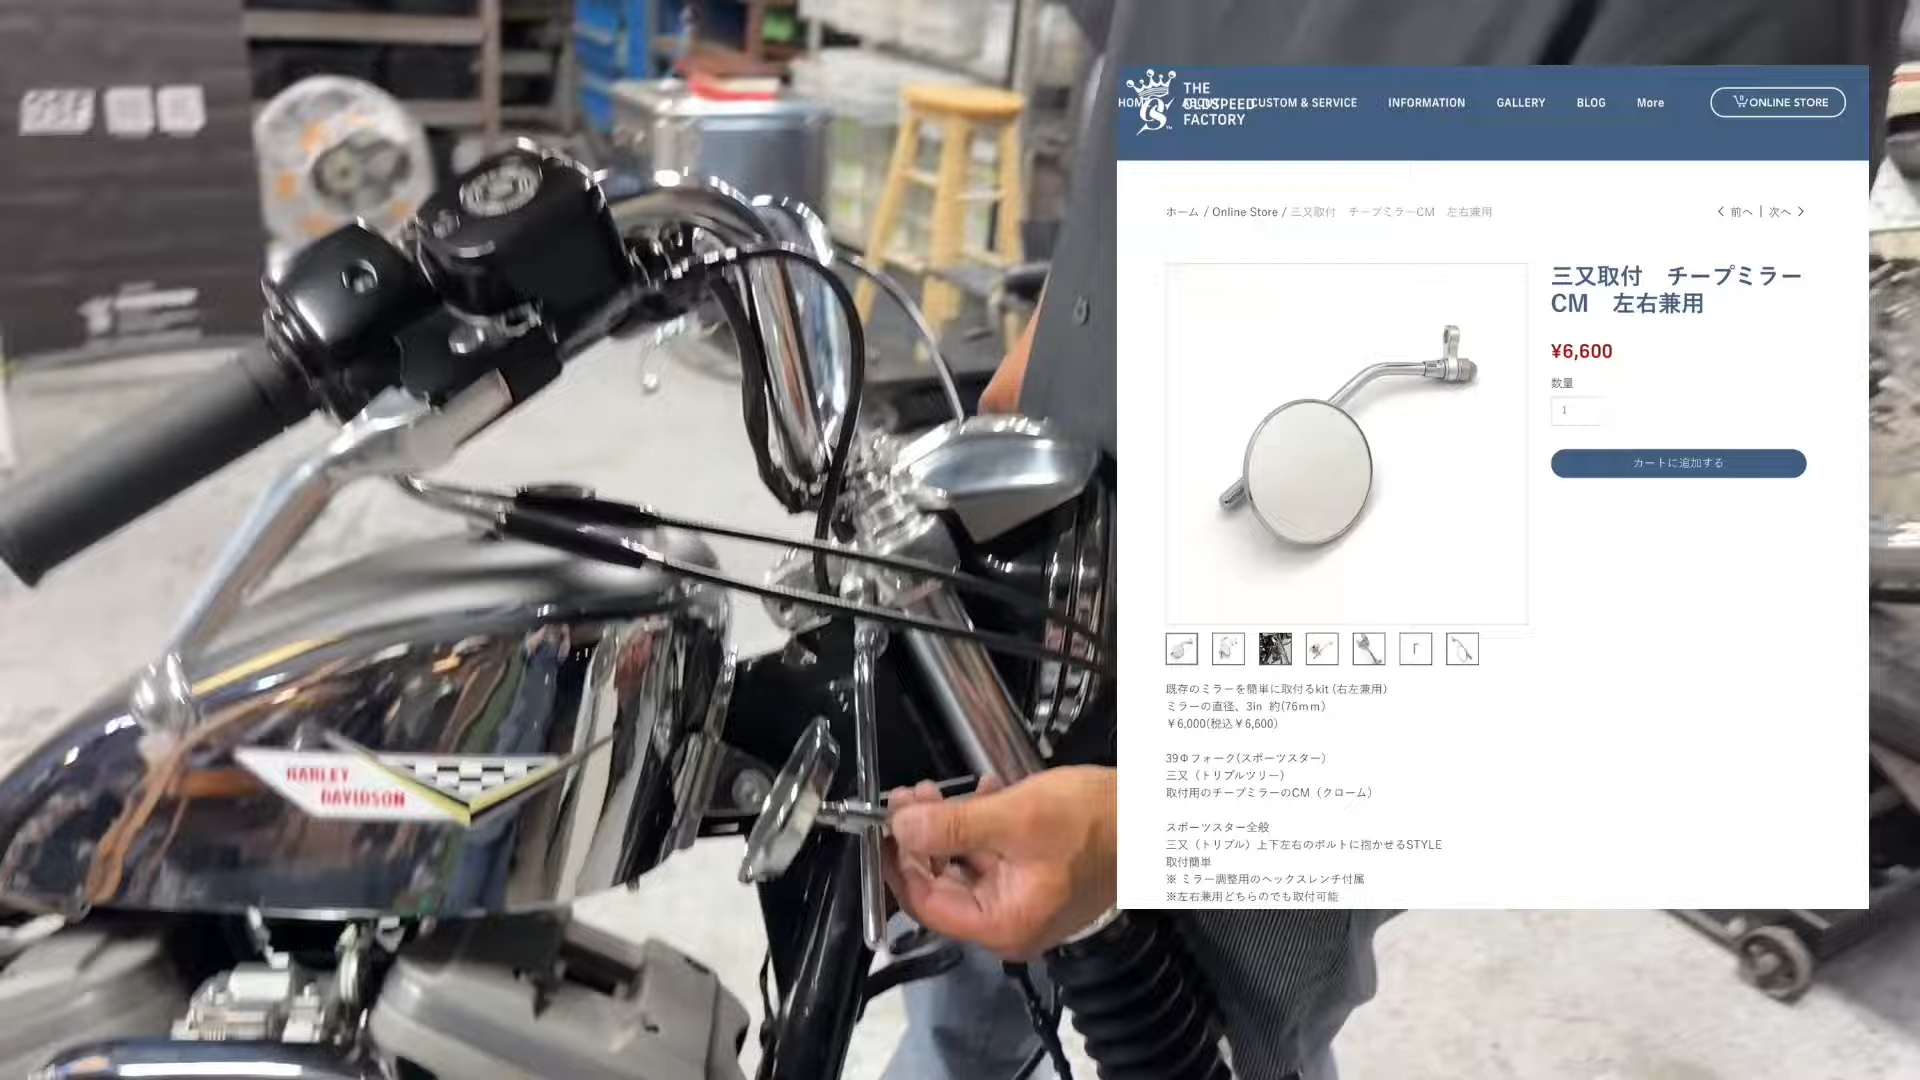 HARLEY
DAVIDSON
THE
OLDSPEED
FACTORY
HOME
ABOUT
CUSTOM & SERVICE
INFORMATION
GALLERY
BLOG
More
0
ONLINE STORE
ホーム / Online Store / 三又取付　チープミラーCM　左右兼用
前へ | 次へ
三又取付　チープミラー
CM　左右兼用
¥6,600
数量
1
カートに追加する
既存のミラーを簡単に取付るkit (右左兼用)
ミラーの直径、3in 約(76mm)
￥6,000(税込￥6,600)
39Φフォーク(スポーツスター)
三又（トリプルツリー）
取付用のチープミラーのCM（クローム）
スポーツスター全般
三又（トリプル）上下左右のボルトに抱かせるSTYLE
取付簡単
※ ミラー調整用のヘックスレンチ付属
※左右兼用どちらのでも取付可能